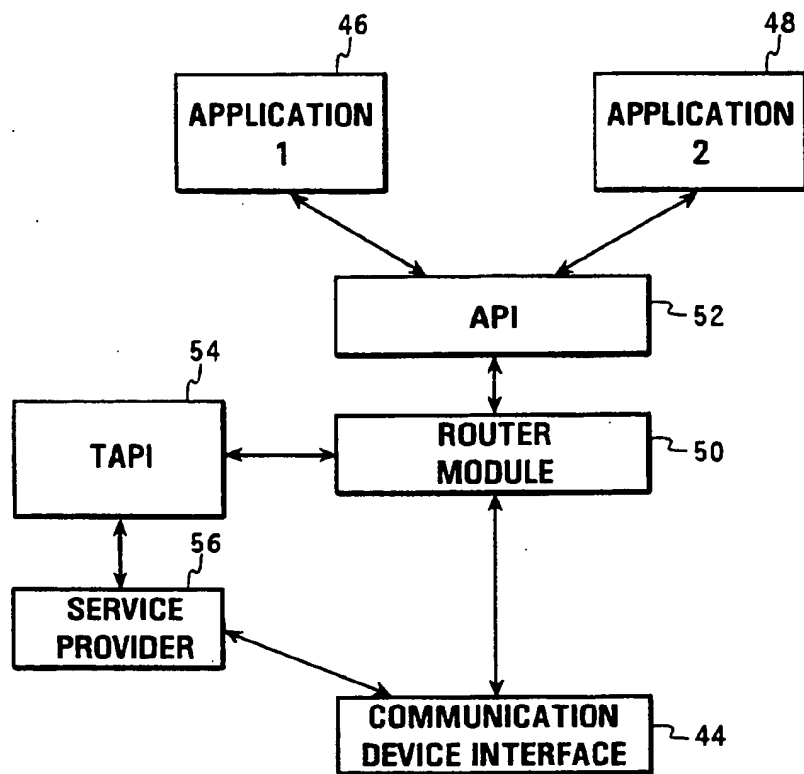 46
48
APPLICATION
1
APPLICATION
2
API
52
54
TAPI
ROUTER
MODULE
50
56
SERVICE
PROVIDER
COMMUNICATION
DEVICE INTERFACE
44